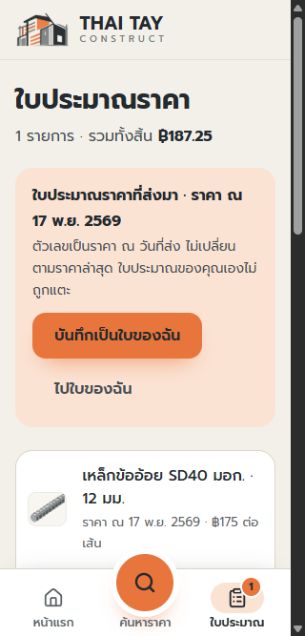 THAI TAY
CONSTRUCT
ใบประมาณราคา
1 รายการ · รวมทั้งสิ้น ฿187.25
ใบประมาณราคาที่ส่งมา · ราคา ณ
17 พ.ย. 2569
ตัวเลขเป็นราคา ณ วันที่ส่ง ไม่เปลี่ยน
ตามราคาล่าสุด ใบประมาณของคุณเองไม่
ถูกแตะ
บันทึกเป็นใบของฉัน
ไปใบของฉัน
เหล็กข้ออ้อย SD40 มอก. ·
12 มม.
ราคา ณ 17 พ.ย. 2569 · ฿175 ต่อ
เส้น
1
หน้าแรก
ค้นหาราคา
ใบประมาณ